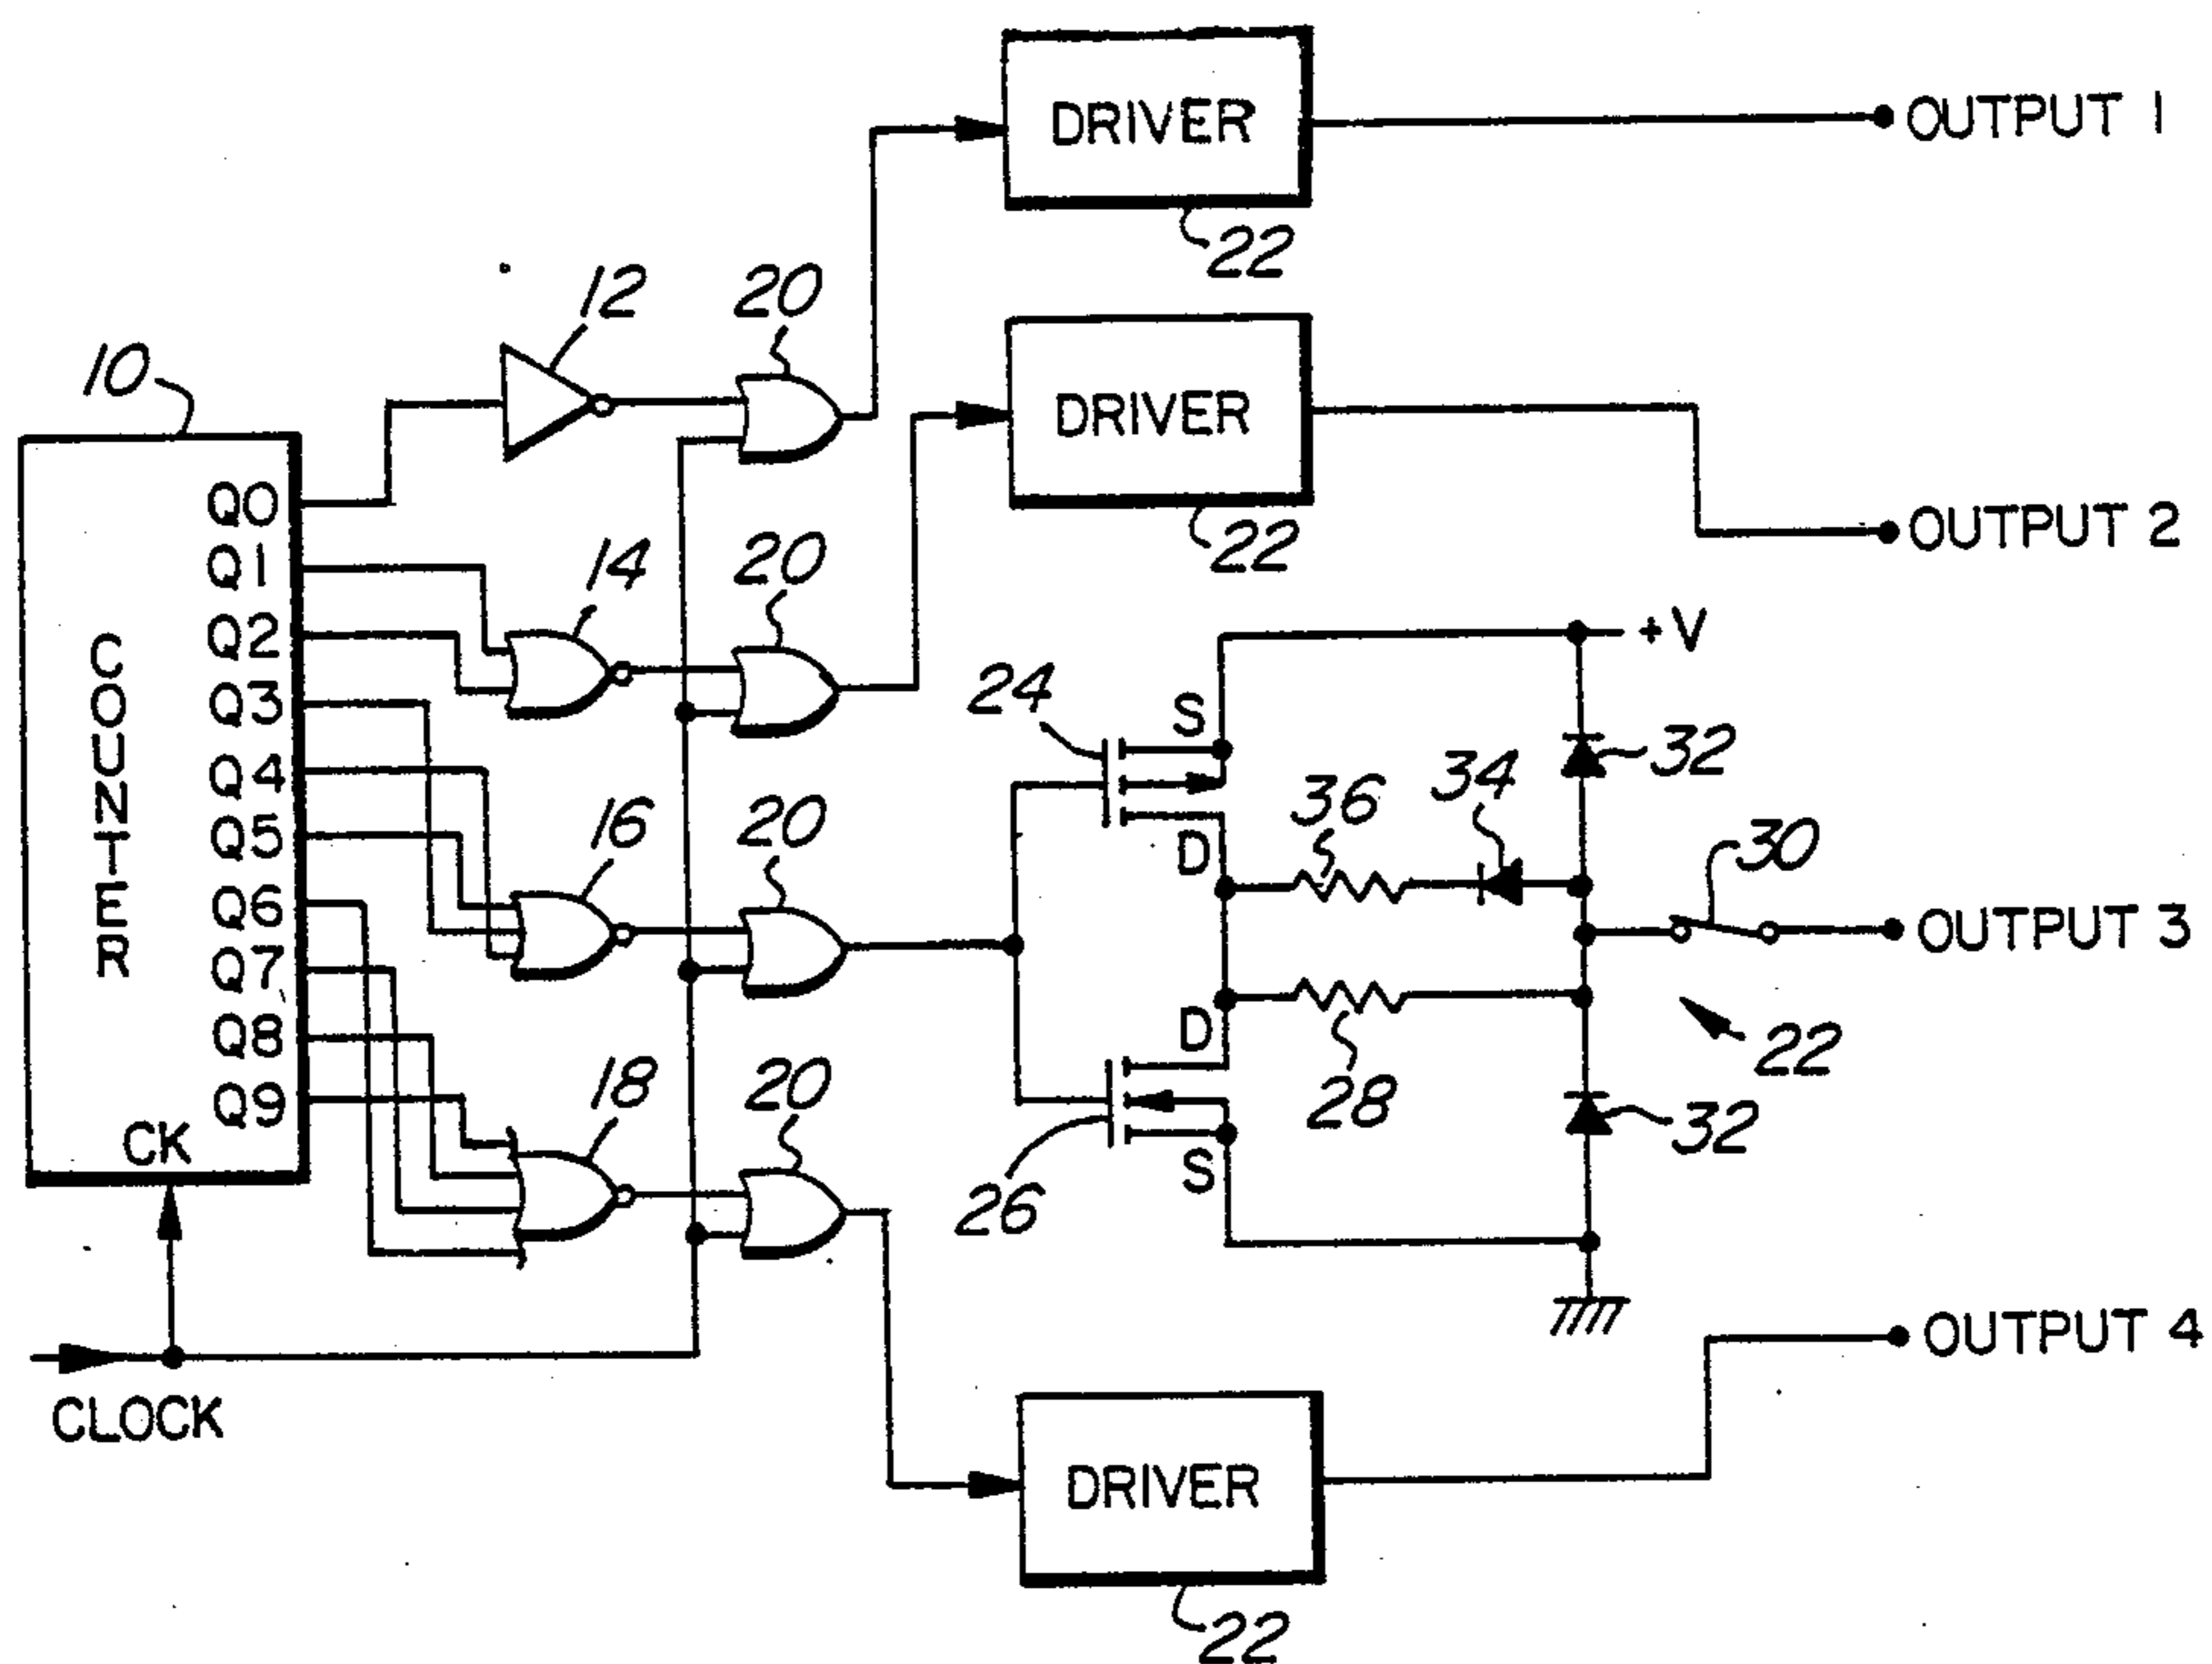 DRIVER
OUTPUT 1
22
12
20
DRIVER
10
22
OUTPUT 2
Q0
Q1
Q2
Q3
Q4
Q5
Q6
Q7
Q8
Q9
COUNTER
CK
14
20
+V
24
S
32
34
36
D
16
20
30
OUTPUT 3
D
28
22
18
20
32
S
26
CLOCK
OUTPUT 4
DRIVER
22